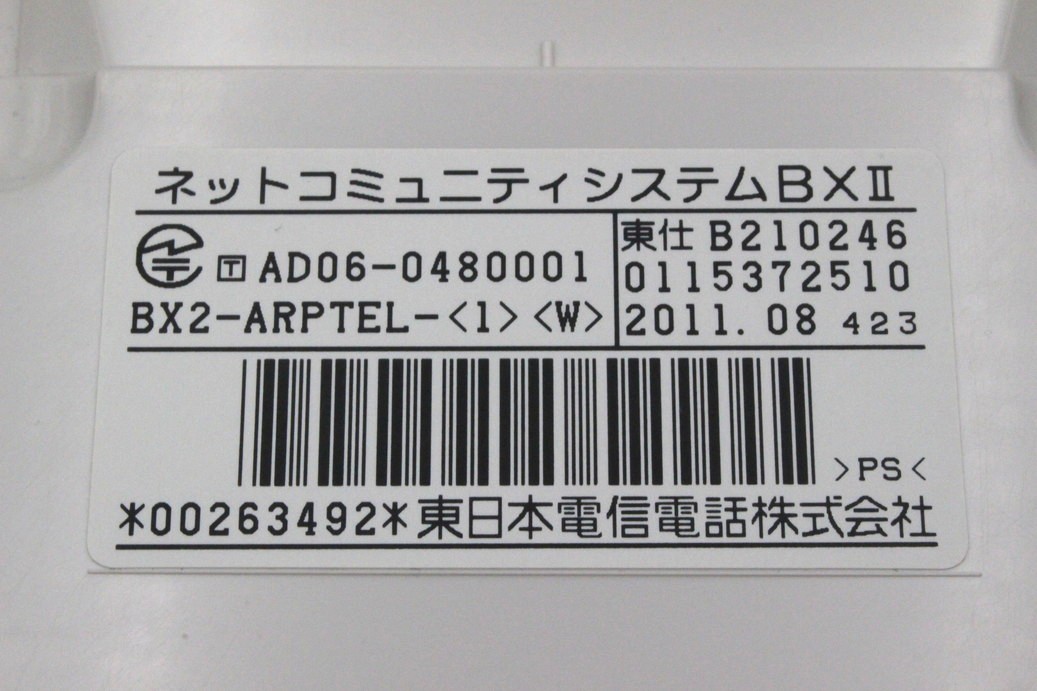 ネットコミュニティシステムBXⅡ
T AD06-0480001
BX2-ARPTEL-<1><W>
東仕 B210246
0115372510
2011.08 423
>PS<
*00263492*東日本電信電話株式会社